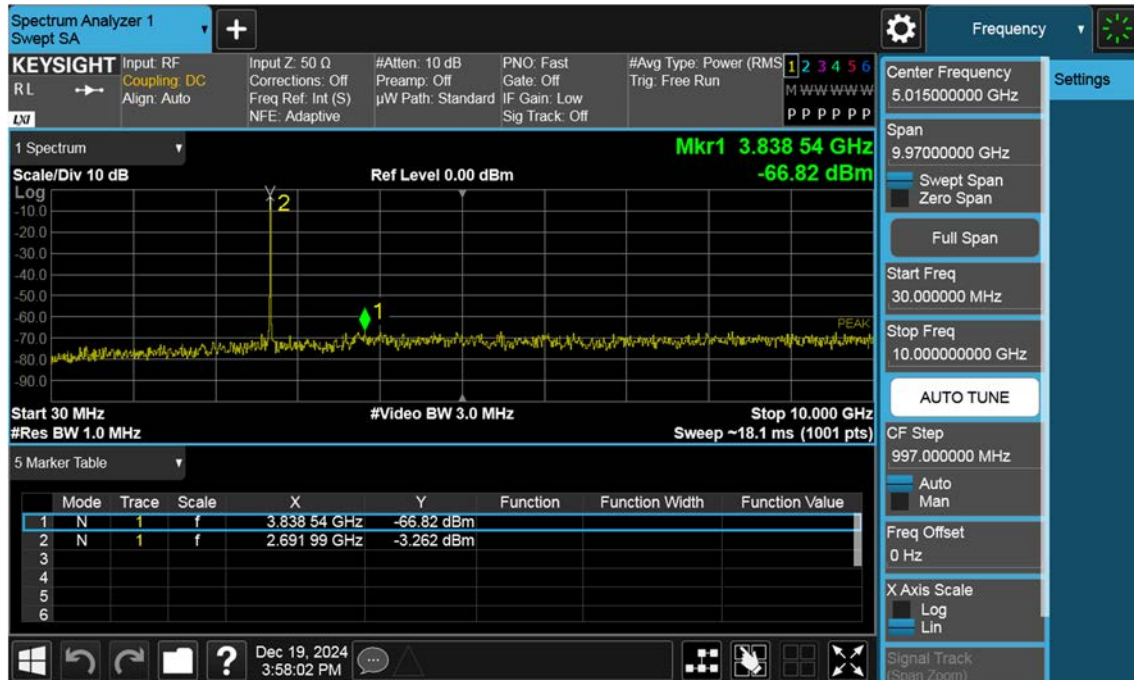 Spectrum Analyzer 1
Swept SA
Frequency
KEYSIGHT
RL
LXI
Input: RF
Coupling: DC
Align: Auto
Input Z: 50 Ω
Corrections: Off
Freq Ref: Int (S)
NFE: Adaptive
#Atten: 10 dB
Preamp: Off
µW Path: Standard
PNO: Fast
Gate: Off
IF Gain: Low
Sig Track: Off
#Avg Type: Power (RMS
Trig: Free Run
1 2 3 4 5 6
M W W W W W
P P P P P P
1 Spectrum
Scale/Div 10 dB
Ref Level 0.00 dBm
Mkr1 3.838 54 GHz
-66.82 dBm
Log
-10.0
-20.0
-30.0
-40.0
-50.0
-60.0
-70.0
-80.0
-90.0
2
1
PEAK
Start 30 MHz
#Video BW 3.0 MHz
Stop 10.000 GHz
#Res BW 1.0 MHz
Sweep ~18.1 ms (1001 pts)
5 Marker Table
Mode Trace Scale X Y Function Function Width Function Value
1 N 1 f 3.838 54 GHz -66.82 dBm
2 N 1 f 2.691 99 GHz -3.262 dBm
3
4
5
6
?
Dec 19, 2024
3:58:02 PM
Center Frequency
5.015000000 GHz
Settings
Span
9.97000000 GHz
Swept Span
Zero Span
Full Span
Start Freq
30.000000 MHz
Stop Freq
10.000000000 GHz
AUTO TUNE
CF Step
997.000000 MHz
Auto
Man
Freq Offset
0 Hz
X Axis Scale
Log
Lin
Signal Track
(Span Zoom)